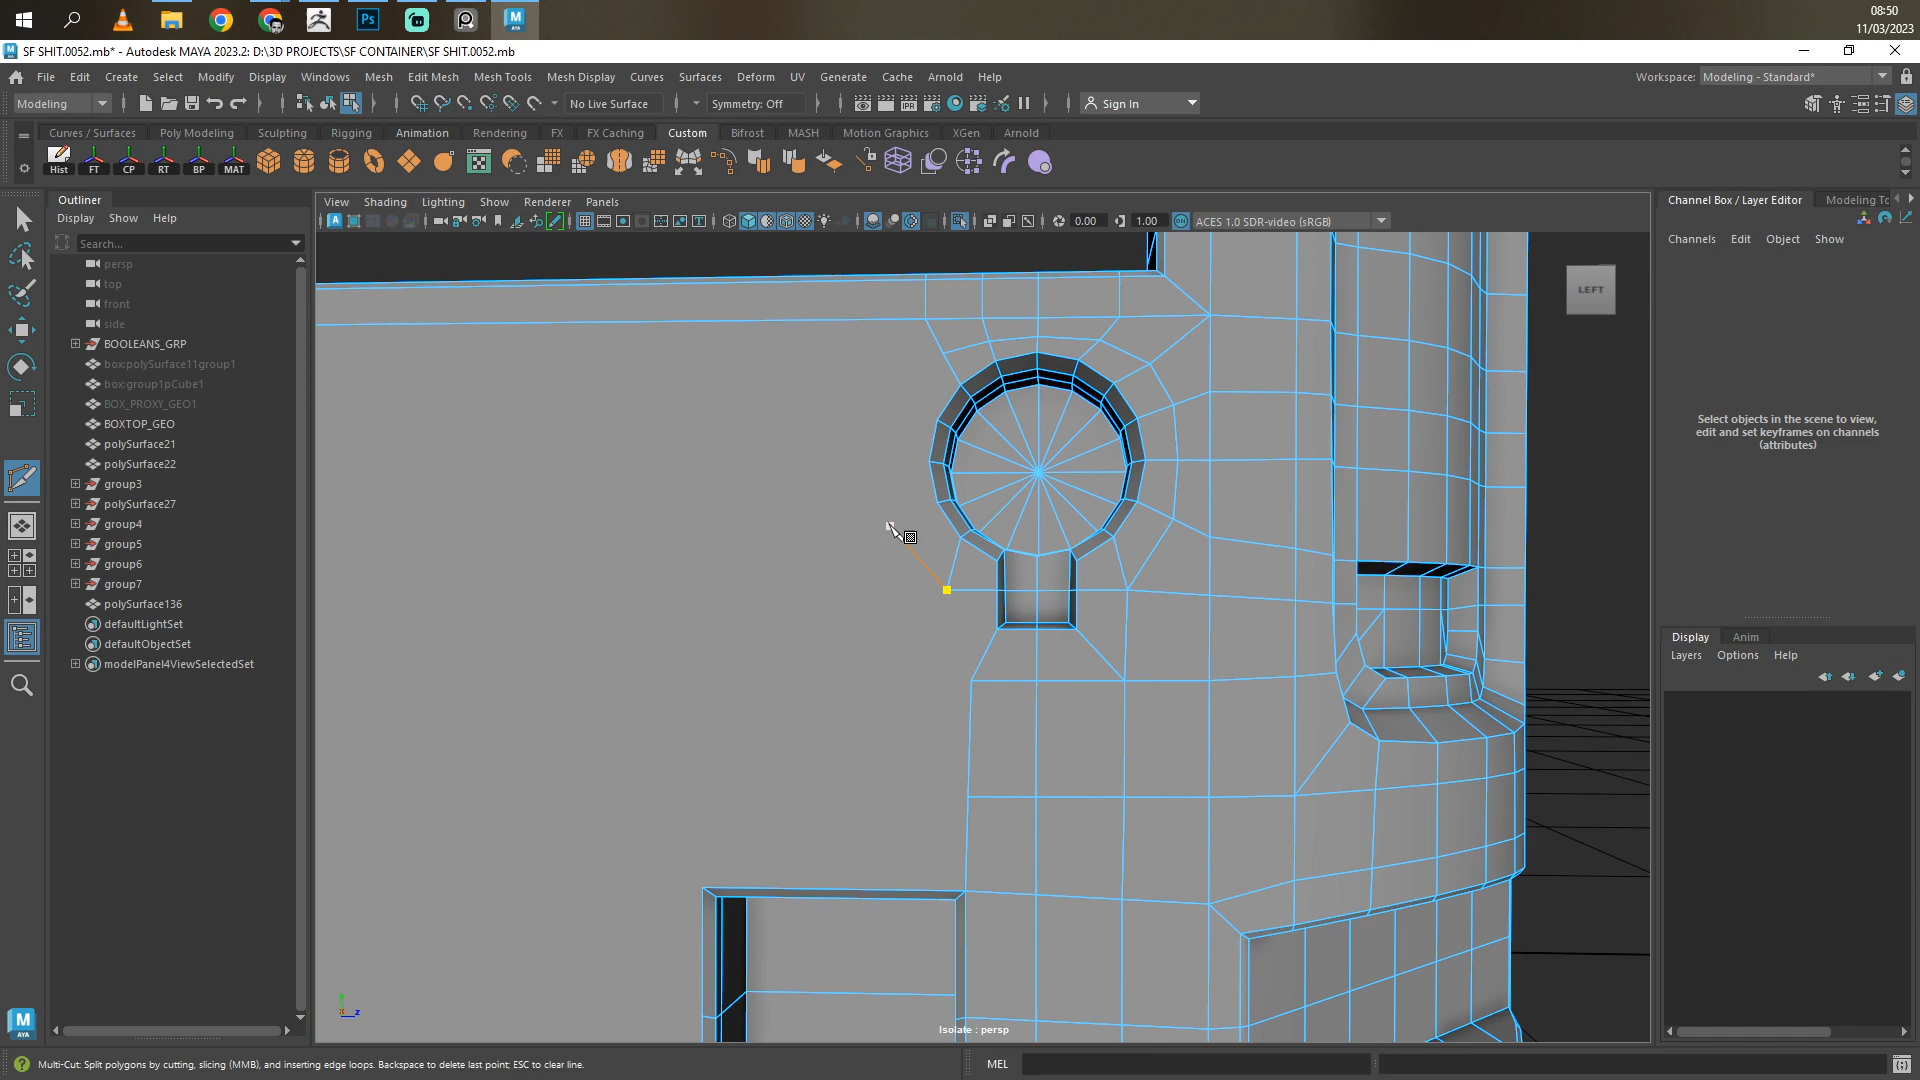 Ps
08:50
11/03/2023
SF SHIT.0052.mb* - Autodesk MAYA 2023.2: D:\3D PROJECTS\SF CONTAINER\SF SHIT.0052.mb
File Edit Create Select Modify Display Windows Mesh Edit Mesh Mesh Tools Mesh Display Curves Surfaces Deform UV Generate Cache Arnold Help
Workspace: Modeling - Standard*
Modeling
No Live Surface
Symmetry: Off
IPR
Sign In
Curves / Surfaces Poly Modeling Sculpting Rigging Animation Rendering FX FX Caching Custom Bifrost MASH Motion Graphics XGen Arnold
Hist FT CP RT BP MAT
Outliner
Display Show Help
Search...
persp
top
front
side
BOOLEANS_GRP
box:polySurface11group1
box:group1pCube1
BOX_PROXY_GEO1
BOXTOP_GEO
polySurface21
polySurface22
group3
polySurface27
group4
group5
group6
group7
polySurface136
defaultLightSet
defaultObjectSet
modelPanel4ViewSelectedSet
View Shading Lighting Show Renderer Panels
0.00
1.00
ON
ACES 1.0 SDR-video (sRGB)
LEFT
z
Isolate : persp
Channel Box / Layer Editor
Modeling To
Channels Edit Object Show
Select objects in the scene to view,
edit and set keyframes on channels
(attributes)
Display Anim
Layers Options Help
M
AYA
Multi-Cut: Split polygons by cutting, slicing (MMB), and inserting edge loops. Backspace to delete last point; ESC to clear line.
MEL